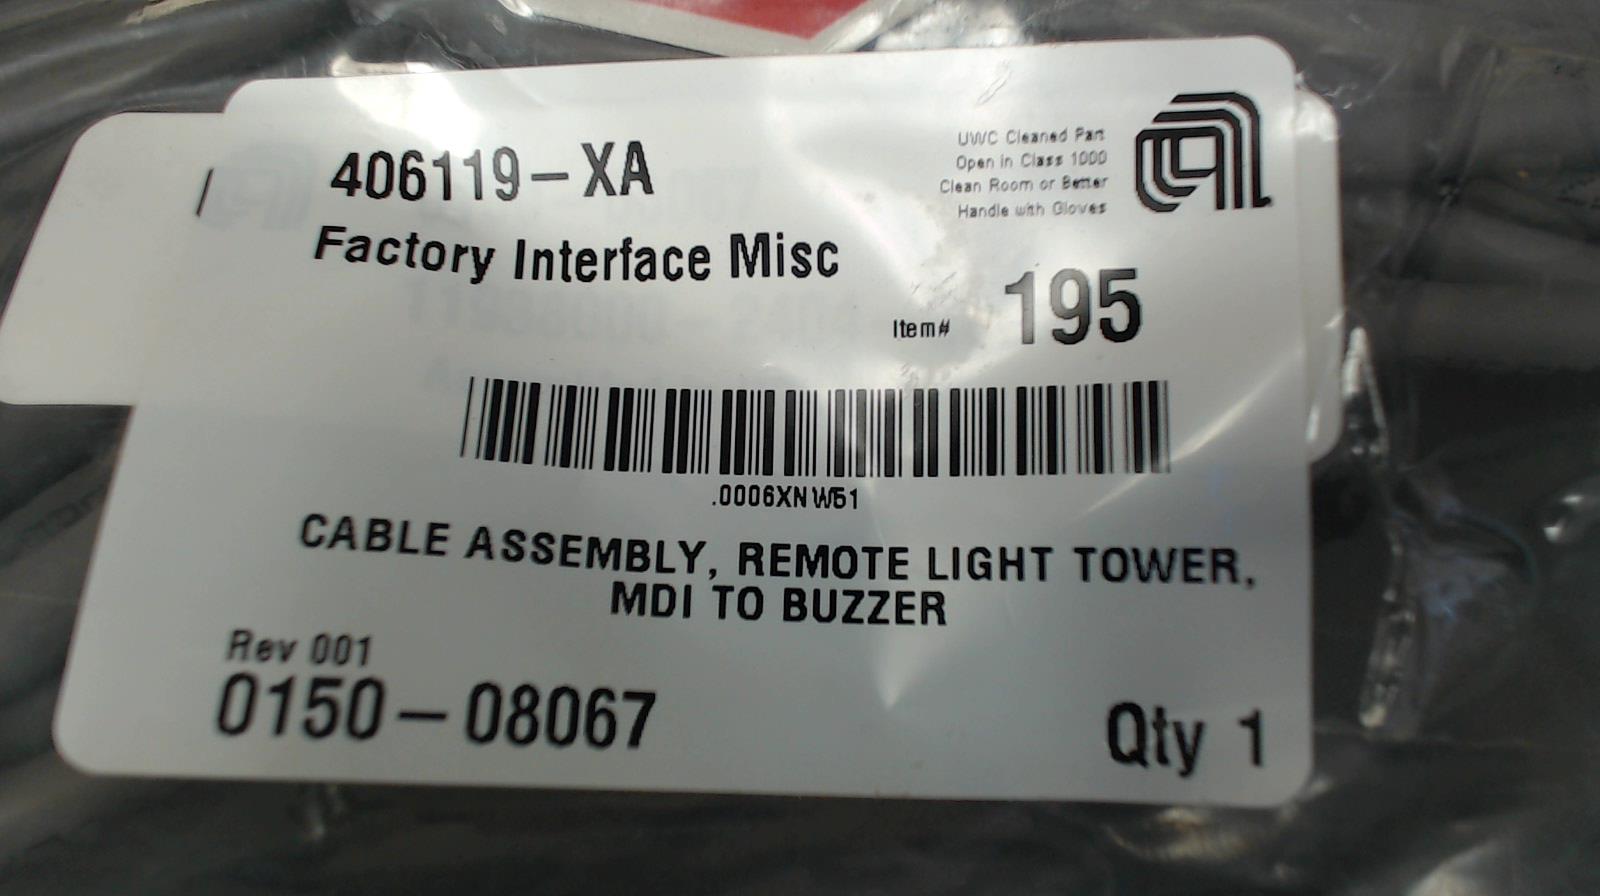 406119-XA
UWC Cleaned Part
Open in Class 1000
Clean Room or Better
Handle with Gloves
Factory Interface Misc
Item# 195
.0006XNW51
CABLE ASSEMBLY, REMOTE LIGHT TOWER,
MDI TO BUZZER
Rev 001
0150-08067
Qty 1